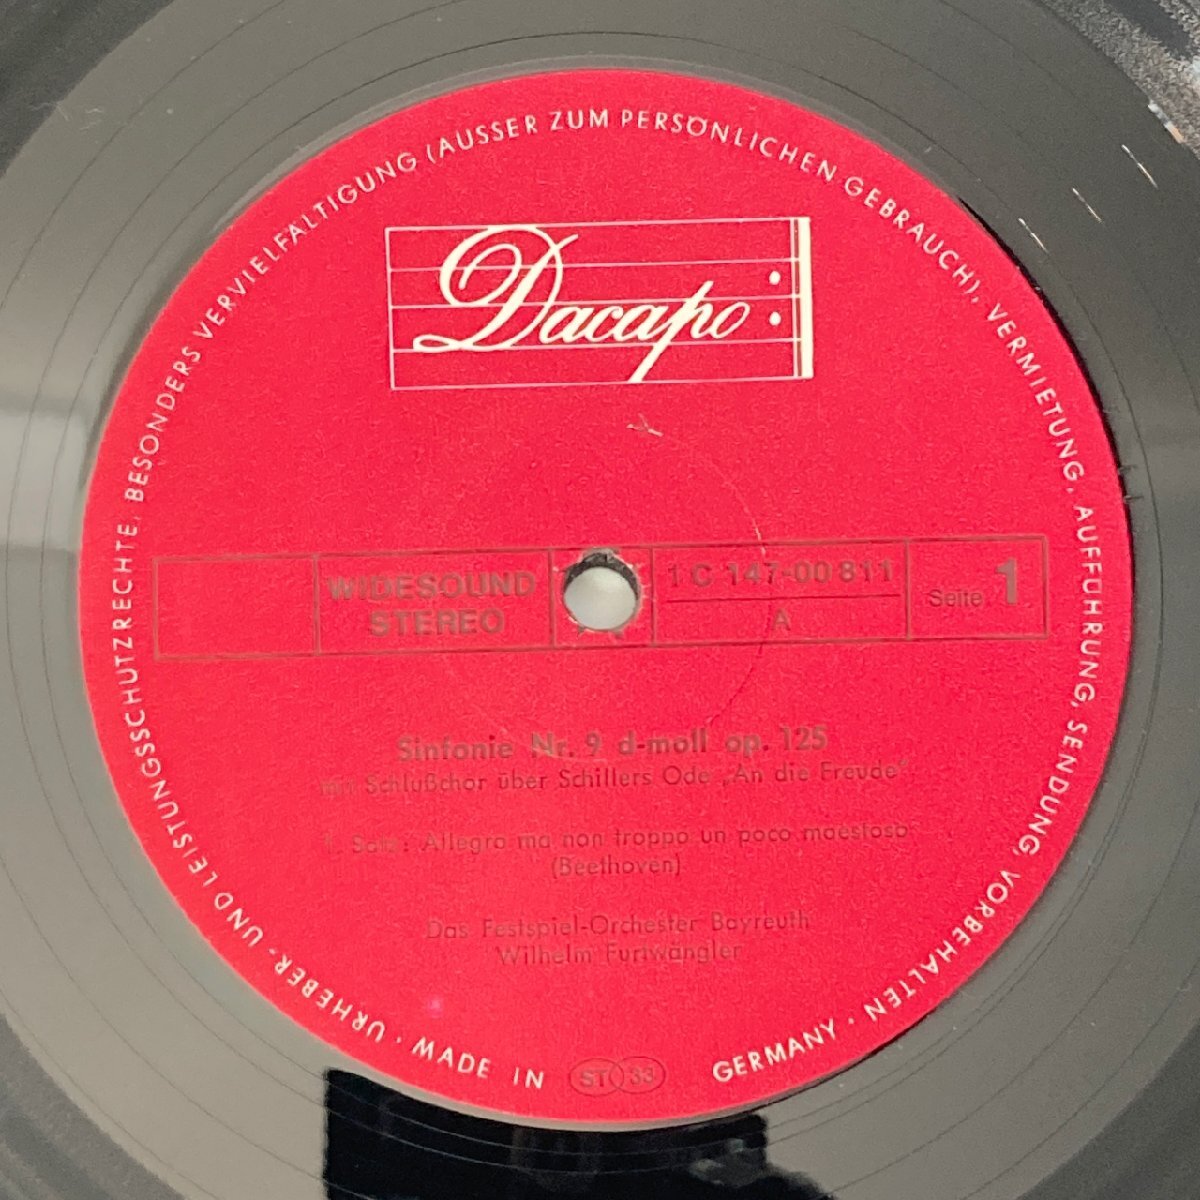 Dacapo
WIDESOUND
STEREO
1 C 147-00 811
A
Seite 1
Sinfonie Nr. 9 d-moll op. 125
mit Schlußchor über Schillers Ode „An die Freude“
1. Satz: Allegro ma non troppo un poco maestoso
(Beethoven)
Das Festspiel-Orchester Bayreuth
Wilhelm Furtwängler
ST 33
MADE IN GERMANY · URHEBER- UND LEISTUNGSSCHUTZRECHTE, BESONDERS VERVIELFÄLTIGUNG (AUSSER ZUM PERSÖNLICHEN GEBRAUCH), VERMIETUNG, AUFFÜHRUNG, SENDUNG, VORBEHALTEN ·